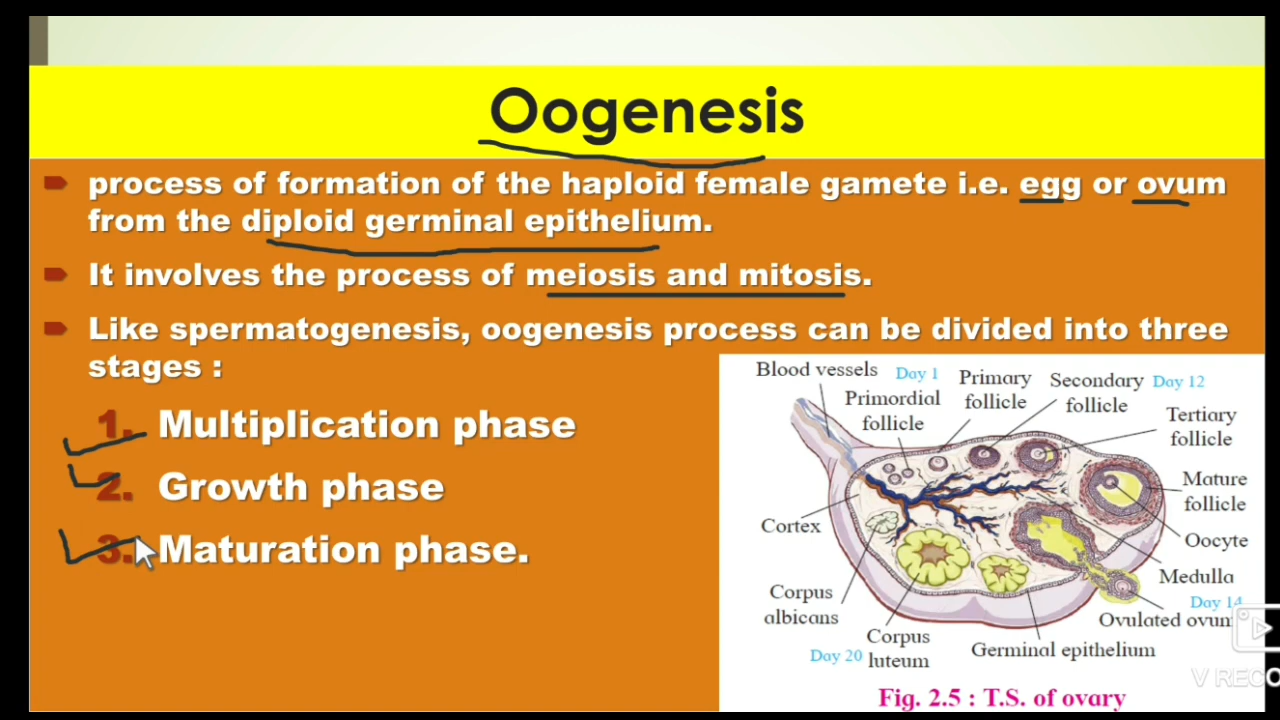 Oogenesis
process of formation of the haploid female gamete i.e. egg or ovum
from the diploid germinal epithelium.
It involves the process of meiosis and mitosis.
Like spermatogenesis, oogenesis process can be divided into three
stages :
1. Multiplication phase
2. Growth phase
3. Maturation phase.
Blood vessels
Day 1
Primordial
follicle
Primary
follicle
Secondary
follicle
Day 12
Tertiary
follicle
Mature
follicle
Cortex
Oocyte
Medulla
Corpus
albicans
Day 14
Ovulated ovum
Corpus
luteum
Day 20
Germinal epithelium
V RECO
Fig. 2.5 : T.S. of ovary